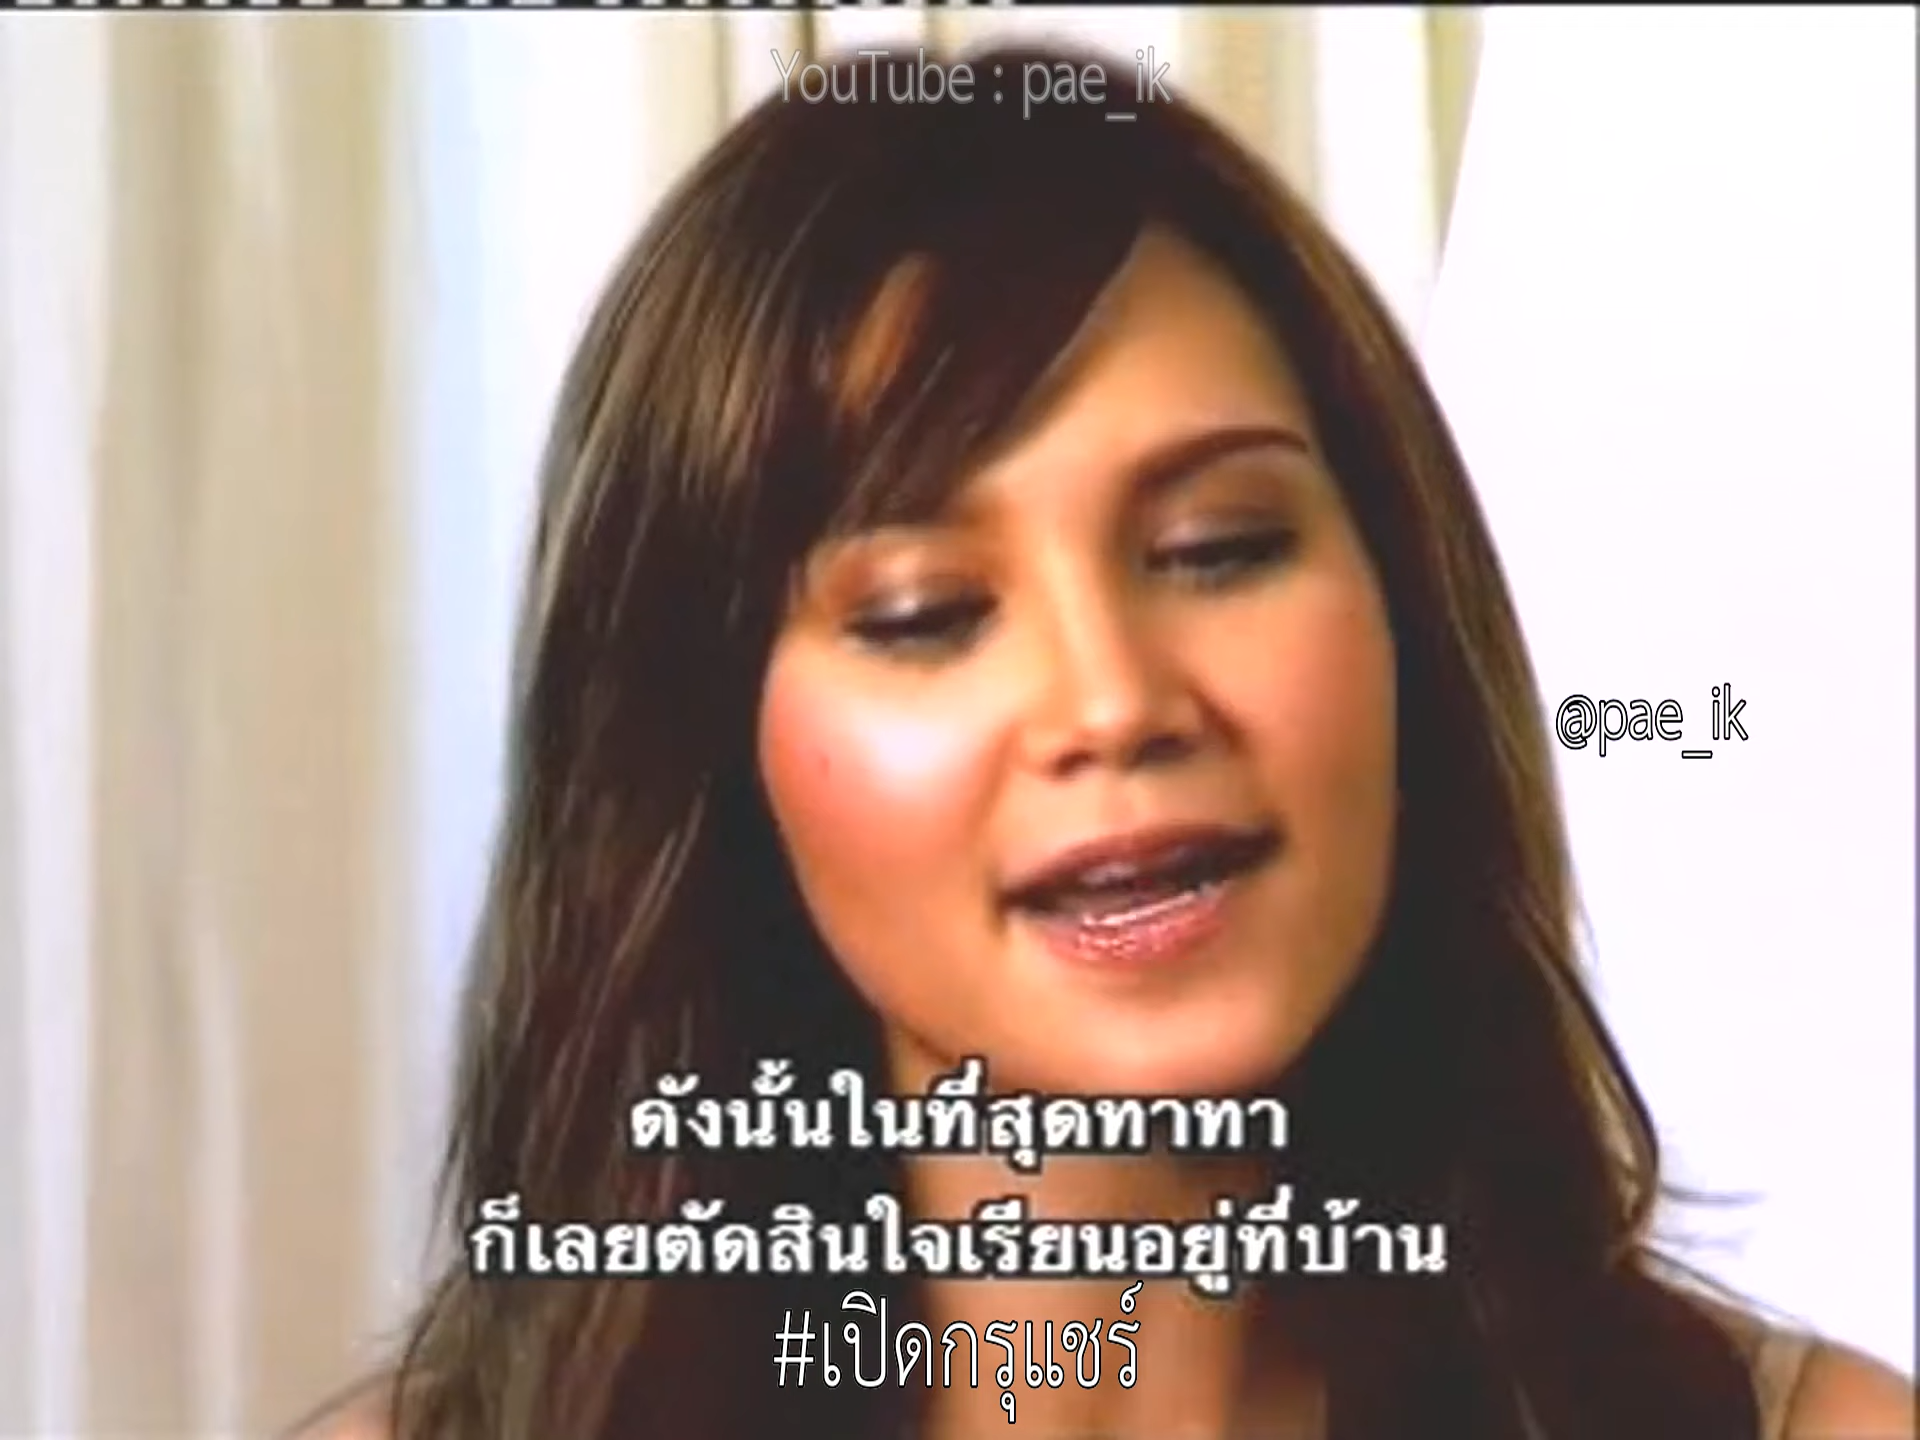 YouTube : pae_ik
@pae_ik
ดังนั้นในที่สุดทาทา
ก็เลยตัดสินใจเรียนอยู่ที่บ้าน
#เปิดกรุแชร์